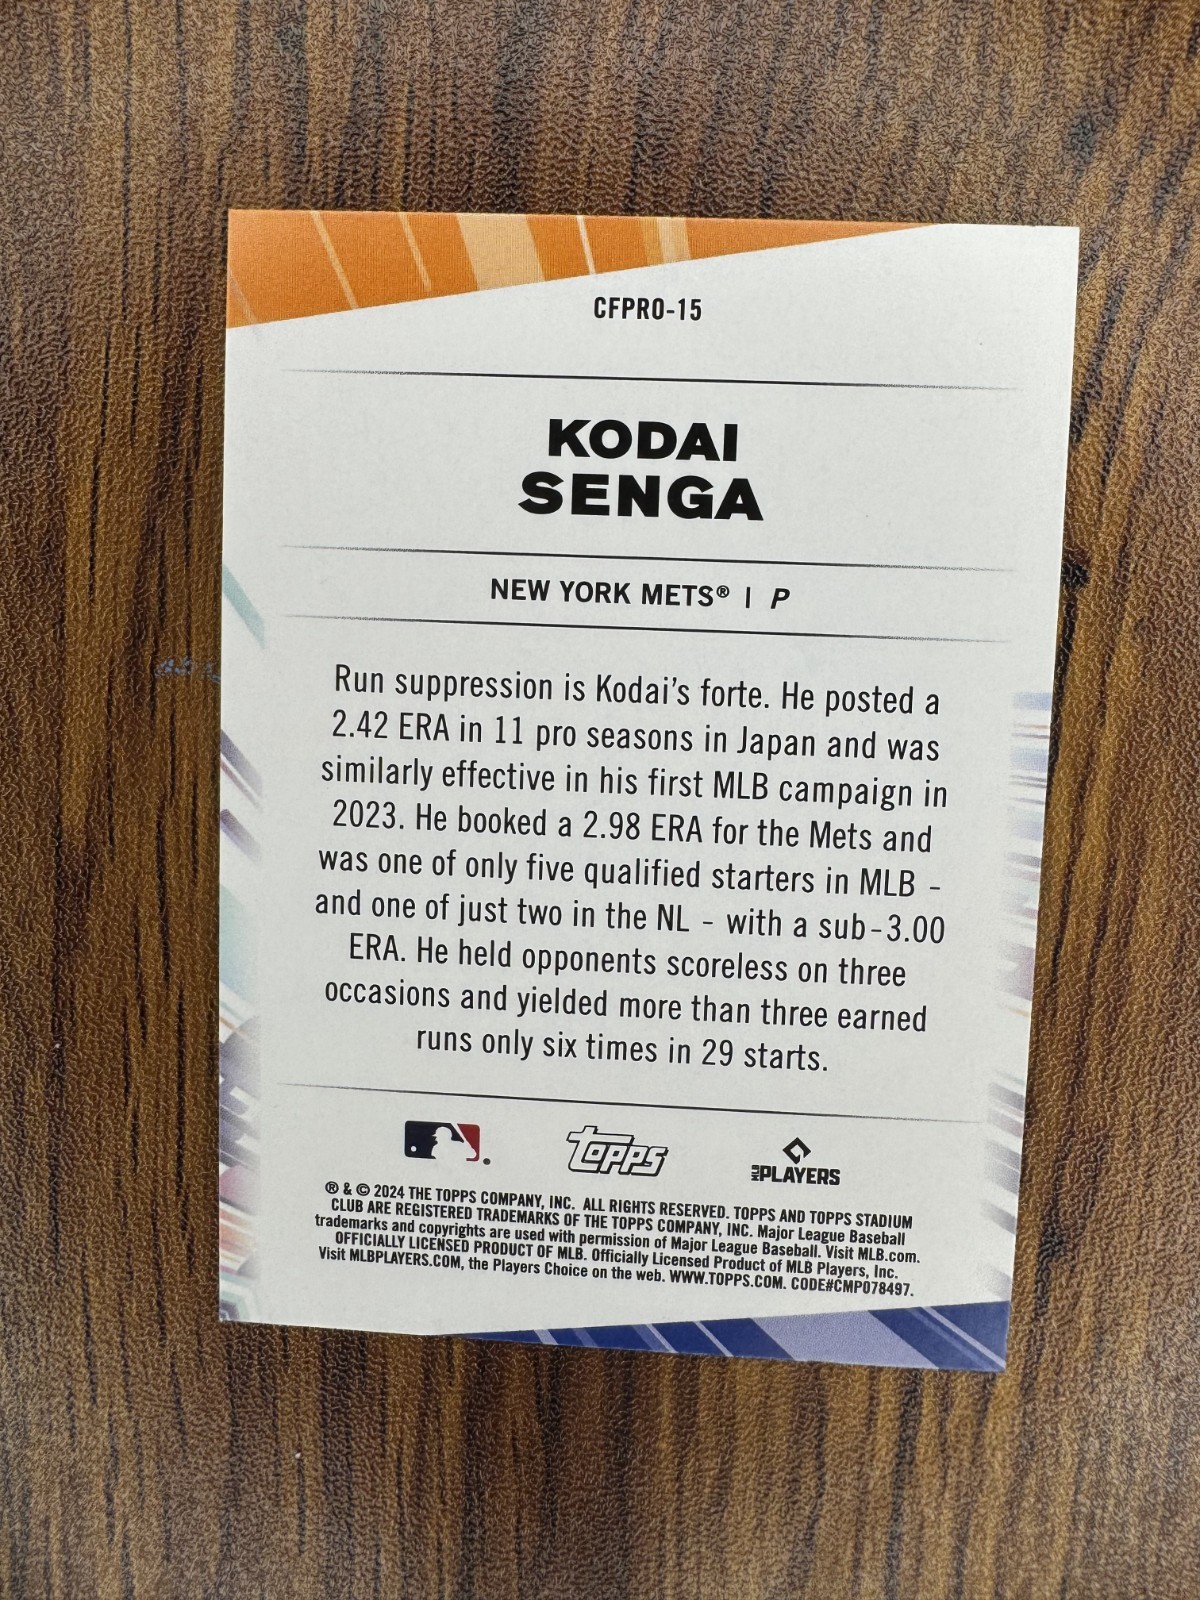 CFPRO-15
KODAI
SENGA
NEW YORK METS® | P
Run suppression is Kodai's forte. He posted a
2.42 ERA in 11 pro seasons in Japan and was
similarly effective in his first MLB campaign in
2023. He booked a 2.98 ERA for the Mets and
was one of only five qualified starters in MLB -
and one of just two in the NL - with a sub-3.00
ERA. He held opponents scoreless on three
occasions and yielded more than three earned
runs only six times in 29 starts.
Topps MLB PLAYERS
® & © 2024 THE TOPPS COMPANY, INC. ALL RIGHTS RESERVED. TOPPS AND TOPPS STADIUM
CLUB ARE REGISTERED TRADEMARKS OF THE TOPPS COMPANY, INC. Major League Baseball
trademarks and copyrights are used with permission of Major League Baseball. Visit MLB.com.
OFFICIALLY LICENSED PRODUCT OF MLB. Officially Licensed Product of MLB Players, Inc.
Visit MLBPLAYERS.COM, the Players Choice on the web. WWW.TOPPS.COM. CODE#CMP078497.